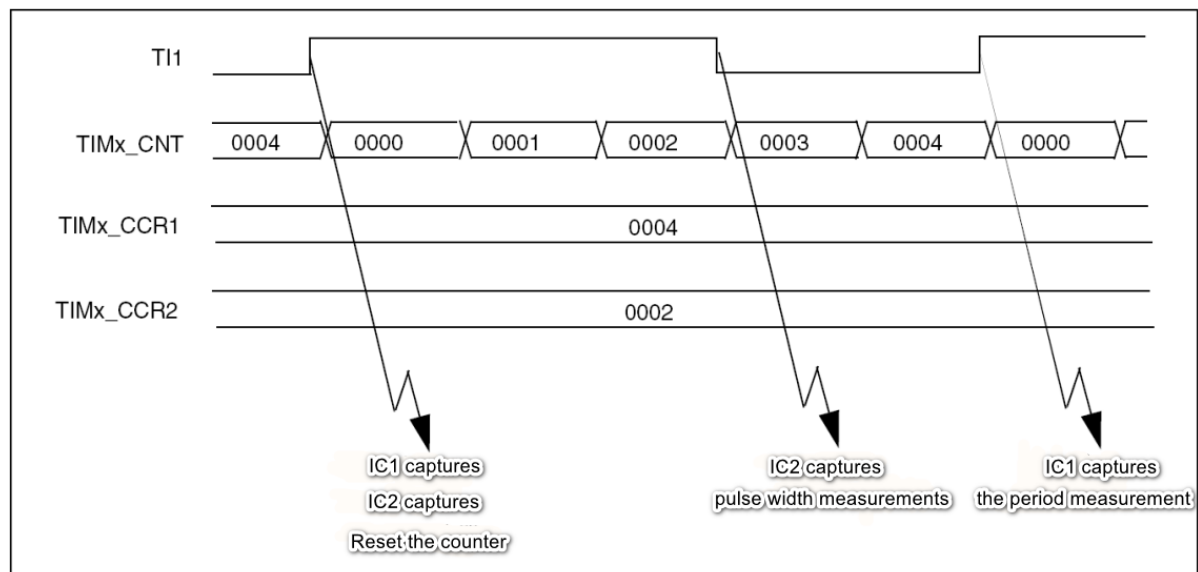 TI1
TIMx_CNT 0004 0000 0001 0002 0003 0004 0000
TIMx_CCR1 0004
TIMx_CCR2 0002
IC1 captures
IC2 captures
Reset the counter
IC2 captures
pulse width measurements
IC1 captures
the period measurement